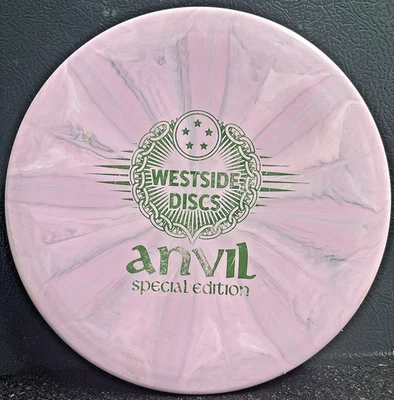 WESTSIDE
DISCS
anvil
special edition